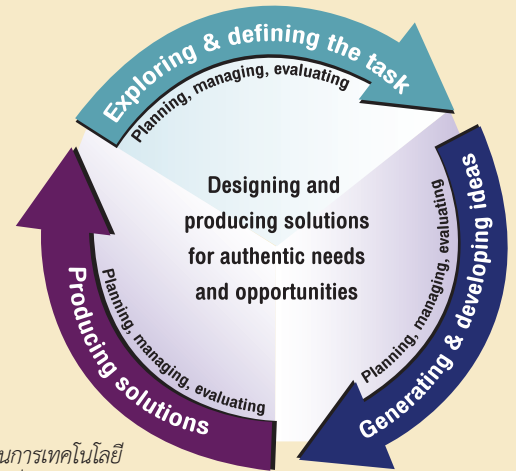 Exploring & defining the task
Planning, managing, evaluating
Generating & developing ideas
Planning, managing, evaluating
Producing solutions
Planning, managing, evaluating
Designing and
producing solutions
for authentic needs
and opportunities
นการเทคโนโลยี